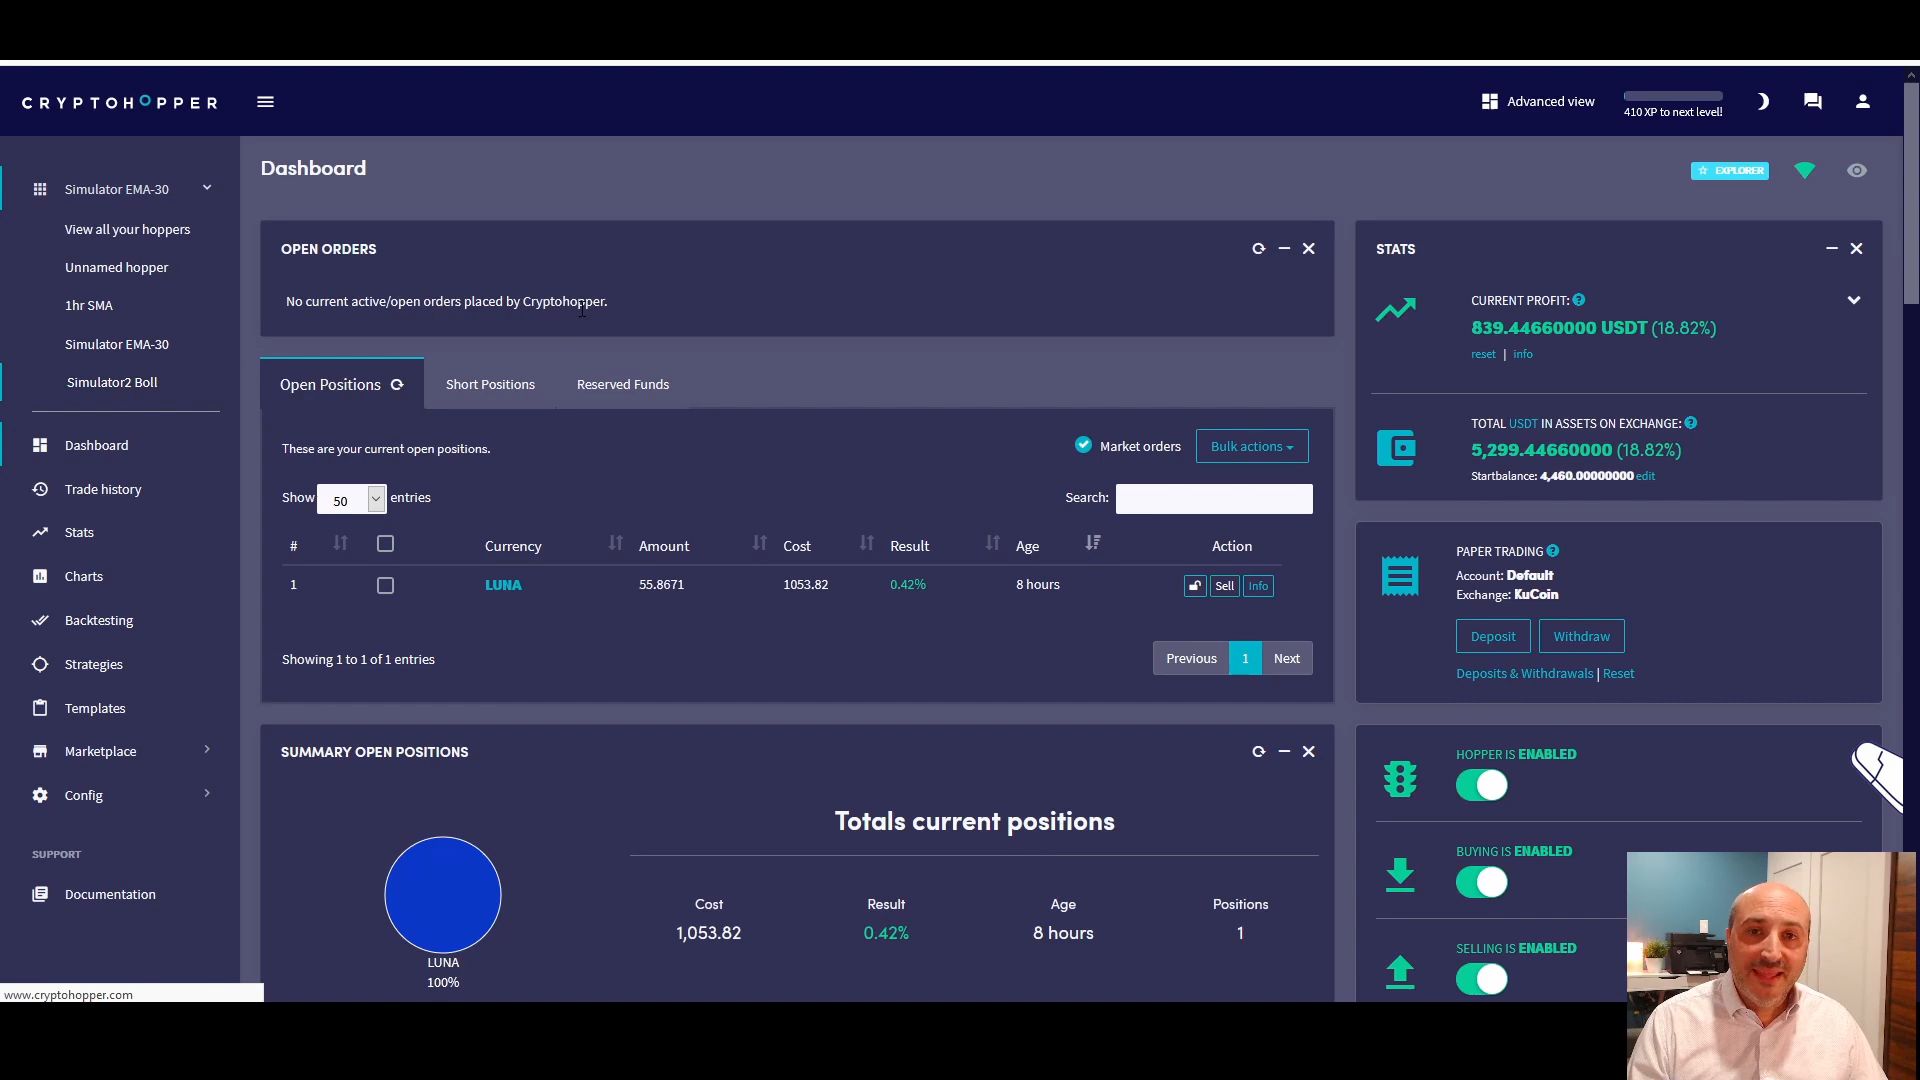 CRYPTOHOPPER
Advanced view
410 XP to next level!
Simulator EMA-30
View all your hoppers
Unnamed hopper
1hr SMA
Simulator EMA-30
Simulator2 Boll
Dashboard
Trade history
Stats
Charts
Backtesting
Strategies
Templates
Marketplace
Config
SUPPORT
Documentation
www.cryptohopper.com
Dashboard
EXPLORER
OPEN ORDERS
No current active/open orders placed by Cryptohopper.
Open Positions
Short Positions
Reserved Funds
These are your current open positions.
Market orders
Bulk actions
Show 50 entries
Search:
# Currency Amount Cost Result Age Action
1 LUNA 55.8671 1053.82 0.42% 8 hours Sell Info
Showing 1 to 1 of 1 entries
Previous 1 Next
SUMMARY OPEN POSITIONS
Totals current positions
Cost Result Age Positions
1,053.82 0.42% 8 hours 1
LUNA
100%
STATS
CURRENT PROFIT:
839.44660000 USDT (18.82%)
reset | info
TOTAL USDT IN ASSETS ON EXCHANGE:
5,299.44660000 (18.82%)
Startbalance: 4,460.00000000 edit
PAPER TRADING
Account: Default
Exchange: KuCoin
Deposit Withdraw
Deposits & Withdrawals | Reset
HOPPER IS ENABLED
BUYING IS ENABLED
SELLING IS ENABLED